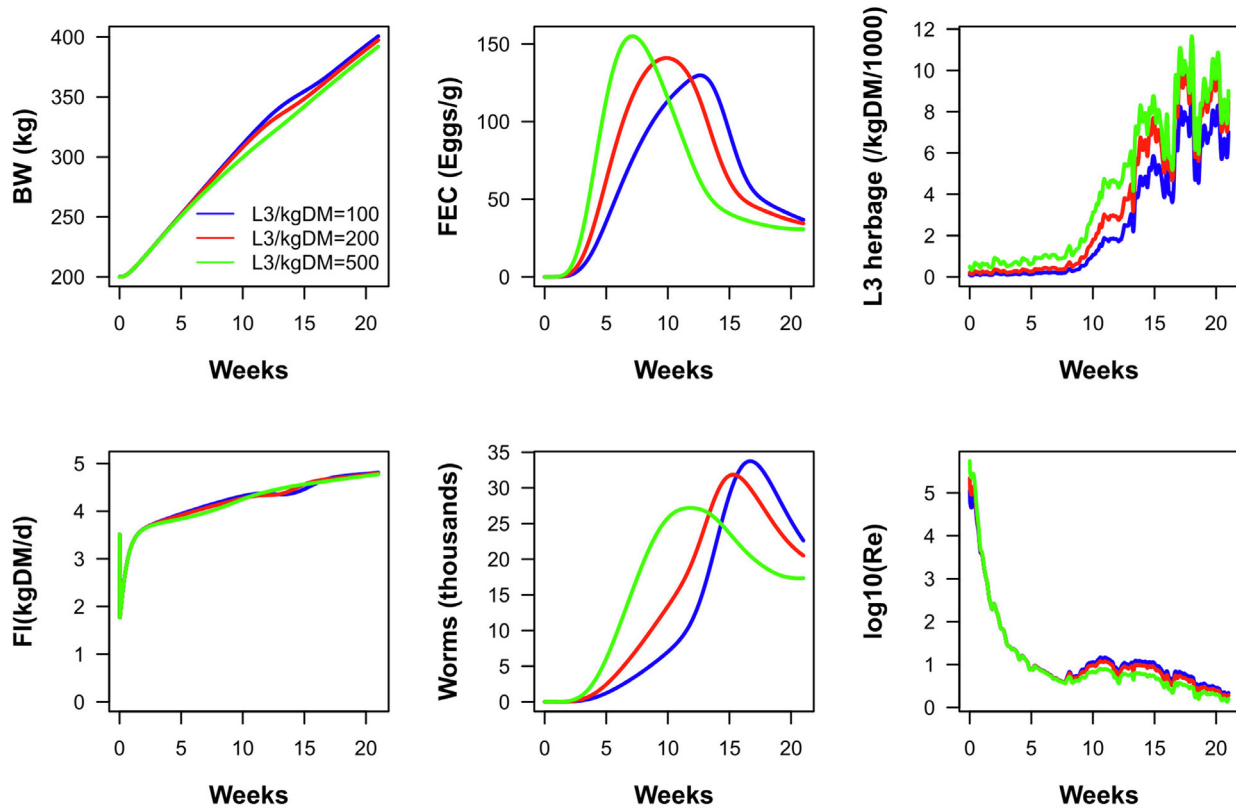 BW (kg)
400
350
300
250
200
L3/kgDM=100
L3/kgDM=200
L3/kgDM=500
0 5 10 15 20
Weeks
FEC (Eggs/g)
150
100
50
0
0 5 10 15 20
Weeks
L3 herbage (/kgDM/1000)
12
10
8
6
4
2
0
0 5 10 15 20
Weeks
FI(kgDM/d)
5
4
3
2
1
0
0 5 10 15 20
Weeks
Worms (thousands)
35
30
25
20
15
10
5
0
0 5 10 15 20
Weeks
log10(Re)
5
4
3
2
1
0
0 5 10 15 20
Weeks